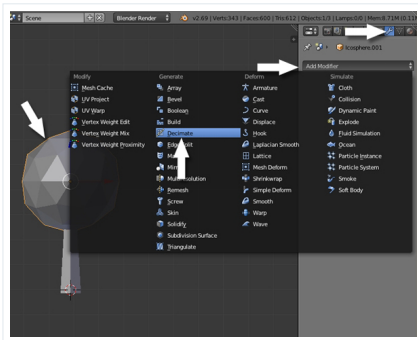 Scene
Blender Render
v2.69 | Verts:343 | Faces:600 | Tris:612 | Objects:1/3 | Lamps:0/0 | Mem:8.71M (0.11M
Icosphere.001
Add Modifier
Modify
Mesh Cache
UV Project
UV Warp
Vertex Weight Edit
Vertex Weight Mix
Vertex Weight Proximity
Generate
Array
Bevel
Boolean
Build
Decimate
Edge Split
Mask
Mirror
Multiresolution
Remesh
Screw
Skin
Solidify
Subdivision Surface
Triangulate
Deform
Armature
Cast
Curve
Displace
Hook
Laplacian Smooth
Lattice
Mesh Deform
Shrinkwrap
Simple Deform
Smooth
Warp
Wave
Simulate
Cloth
Collision
Dynamic Paint
Explode
Fluid Simulation
Ocean
Particle Instance
Particle System
Smoke
Soft Body